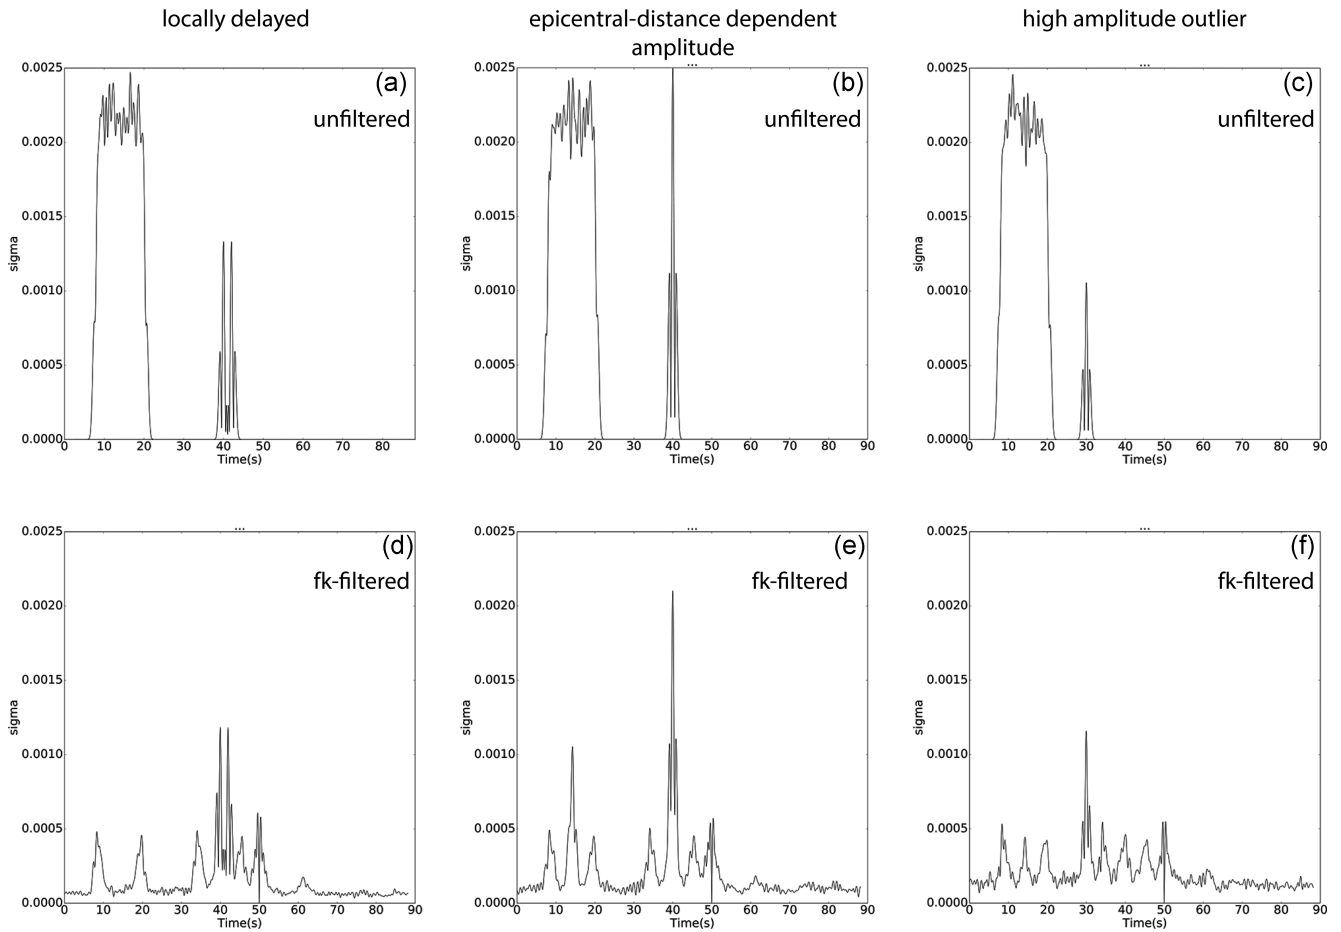 locally delayed
epicentral-distance dependent
amplitude
high amplitude outlier
...
...
0.0025
0.0020
0.0015
0.0010
0.0005
0.0000
sigma
(a)
unfiltered
0 10 20 30 40 50 60 70 80
Time(s)
0.0025
0.0020
0.0015
0.0010
0.0005
0.0000
sigma
(b)
unfiltered
0 10 20 30 40 50 60 70 80 90
Time(s)
0.0025
0.0020
0.0015
0.0010
0.0005
0.0000
sigma
(c)
unfiltered
0 10 20 30 40 50 60 70 80 90
Time(s)
...
...
...
0.0025
0.0020
0.0015
0.0010
0.0005
0.0000
sigma
(d)
fk-filtered
0 10 20 30 40 50 60 70 80 90
Time(s)
0.0025
0.0020
0.0015
0.0010
0.0005
0.0000
sigma
(e)
fk-filtered
0 10 20 30 40 50 60 70 80 90
Time(s)
0.0025
0.0020
0.0015
0.0010
0.0005
0.0000
sigma
(f)
fk-filtered
0 10 20 30 40 50 60 70 80 90
Time(s)